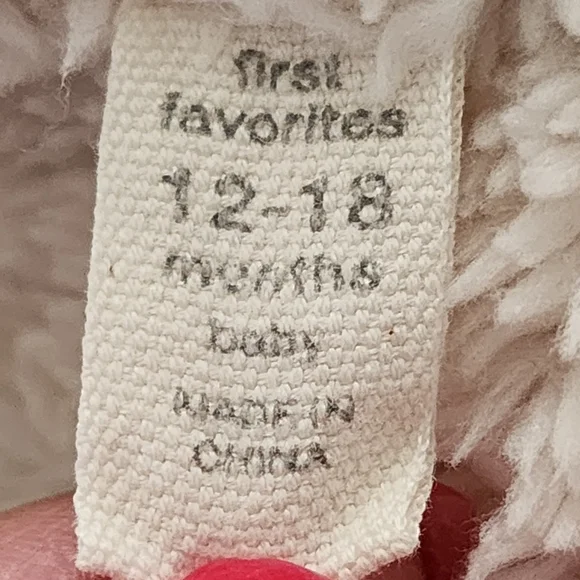 first
favorites
12-18
months
baby
MADE IN
CHINA